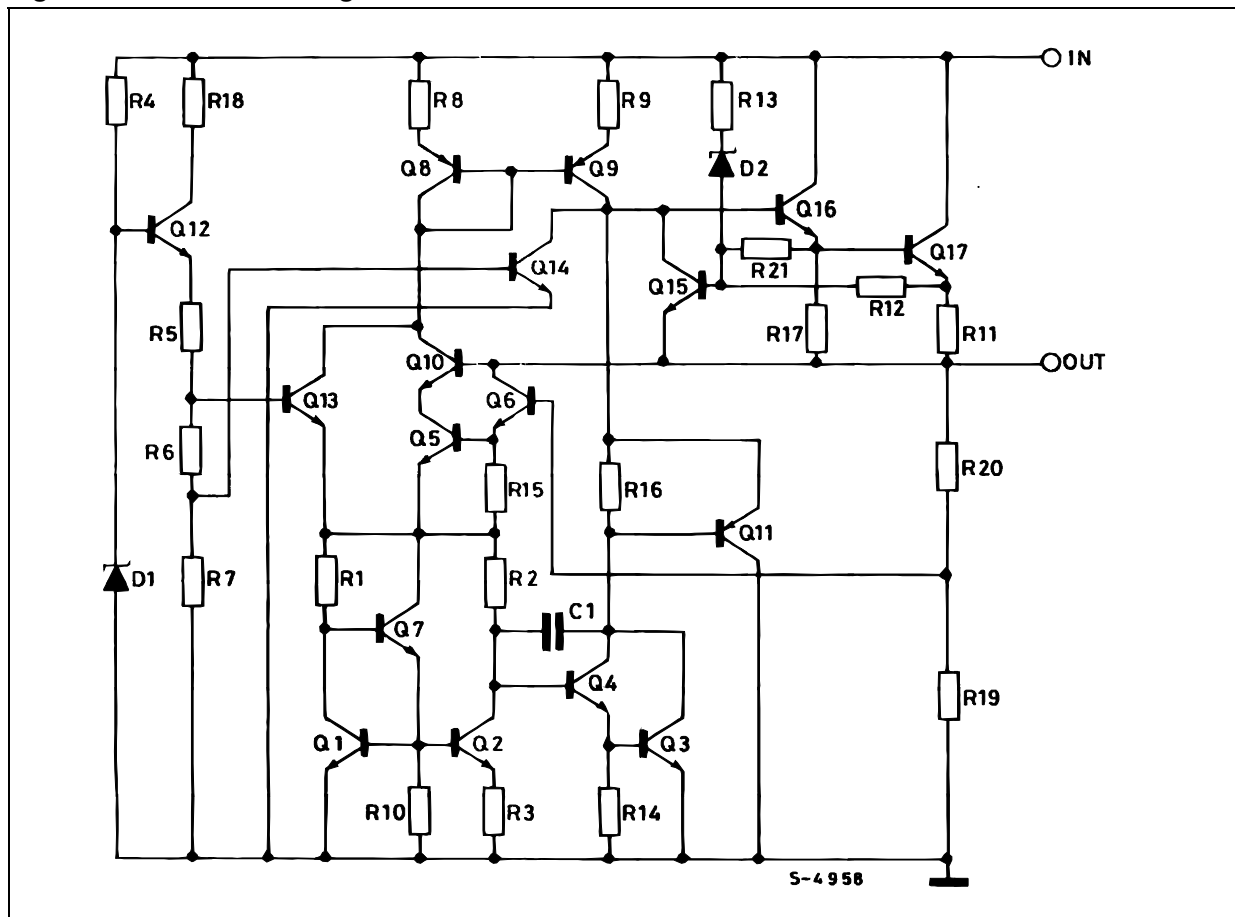 IN
R4 R18 R8 R9 R13
Q8 Q9 D2
Q12 Q16
Q14 R21 Q17
Q15 R12
R5 R17 R11
Q10 OUT
Q13 Q6
R6 Q5
R15 R16 R20
Q11
D1 R7 R1 R2
C1
Q7
Q4 R19
Q1 Q2 Q3
R10 R3 R14
S-4958